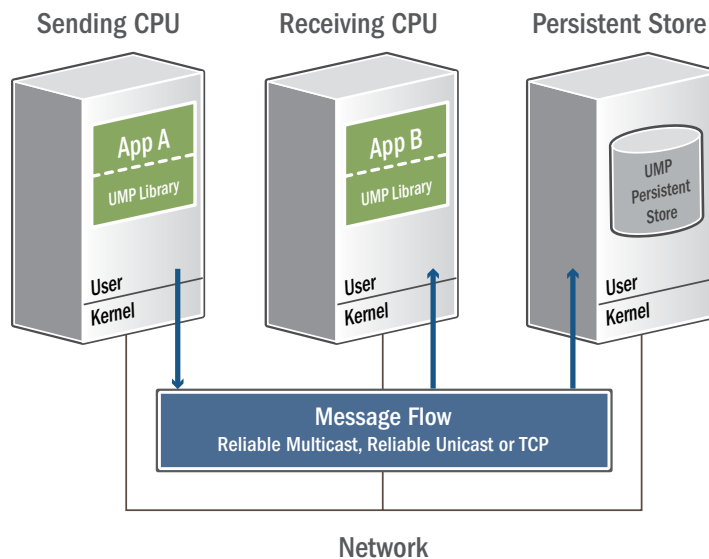 Sending CPU
Receiving CPU
Persistent Store
App A
UMP Library
User
Kernel
App B
UMP Library
User
Kernel
UMP
Persistent
Store
User
Kernel
Message Flow
Reliable Multicast, Reliable Unicast or TCP
Network